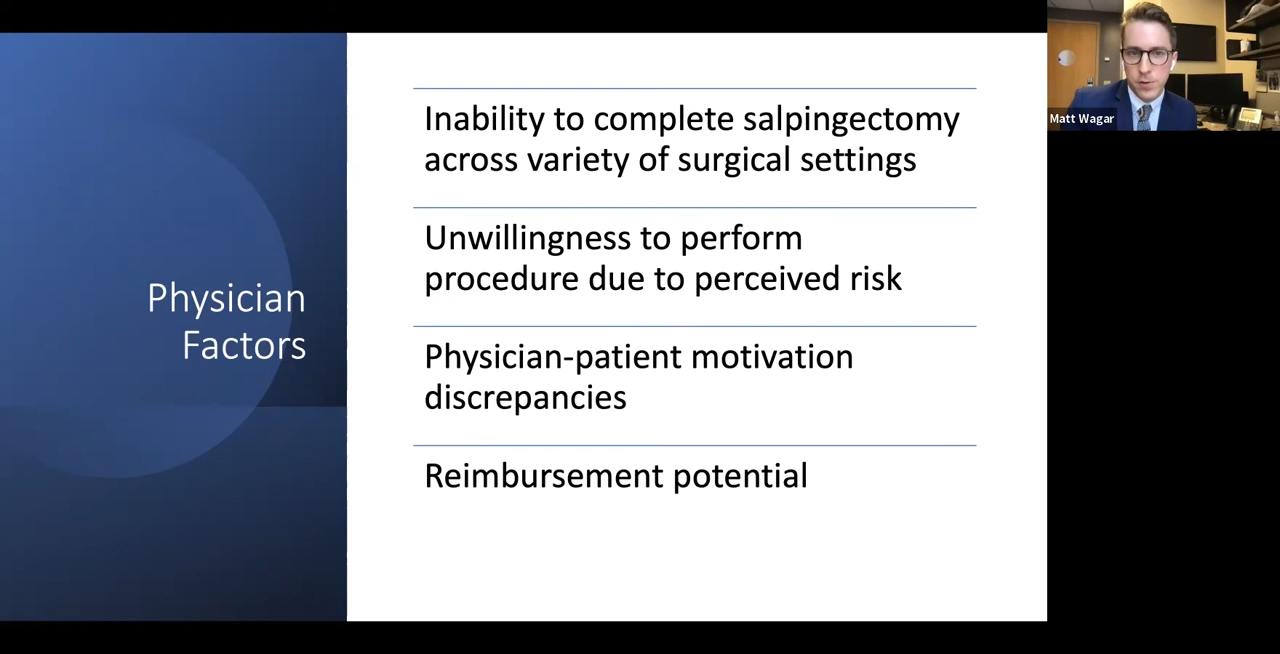 Physician
Factors
Inability to complete salpingectomy
across variety of surgical settings
Unwillingness to perform
procedure due to perceived risk
Physician-patient motivation
discrepancies
Reimbursement potential
Matt Wagar